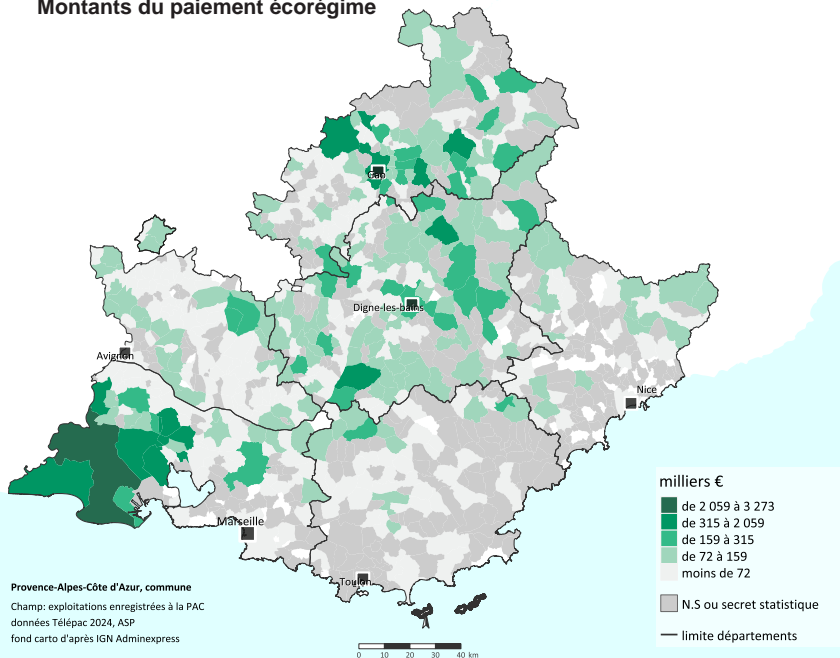 Montants du paiement écorégime
Gap
Digne-les-bains
Avignon
Nice
Marseille
Toulon
milliers €
de 2 059 à 3 273
de 315 à 2 059
de 159 à 315
de 72 à 159
moins de 72
N.S ou secret statistique
limite départements
Provence-Alpes-Côte d'Azur, commune
Champ: exploitations enregistrées à la PAC
données Télépac 2024, ASP
fond carto d'après IGN Adminexpress
0 10 20 30 40 km